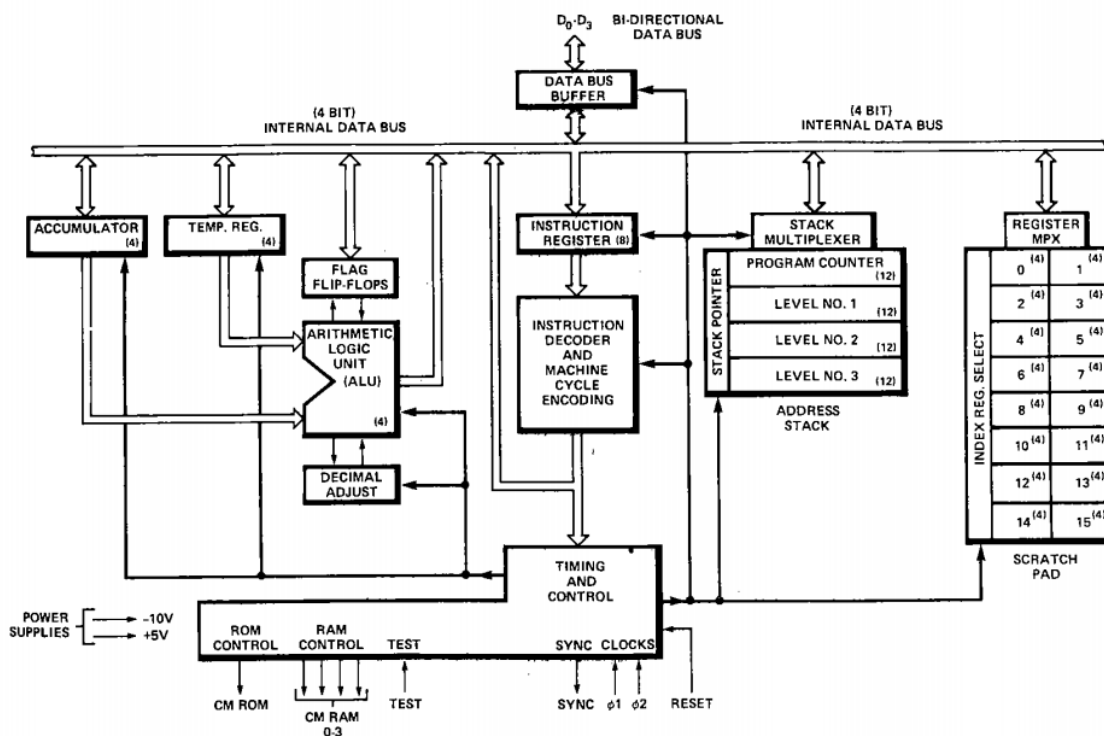 D0-D3 BI-DIRECTIONAL
DATA BUS
DATA BUS
BUFFER
(4 BIT)
INTERNAL DATA BUS
(4 BIT)
INTERNAL DATA BUS
ACCUMULATOR
(4)
TEMP. REG.
(4)
FLAG
FLIP-FLOPS
ARITHMETIC
LOGIC
UNIT
(ALU)
(4)
DECIMAL
ADJUST
INSTRUCTION
REGISTER (8)
INSTRUCTION
DECODER
AND
MACHINE
CYCLE
ENCODING
STACK
MULTIPLEXER
STACK POINTER
PROGRAM COUNTER
(12)
LEVEL NO. 1
(12)
LEVEL NO. 2
(12)
LEVEL NO. 3
(12)
ADDRESS
STACK
REGISTER
MPX
INDEX REG. SELECT
0 (4) 1 (4)
2 (4) 3 (4)
4 (4) 5 (4)
6 (4) 7 (4)
8 (4) 9 (4)
10 (4) 11 (4)
12 (4) 13 (4)
14 (4) 15 (4)
SCRATCH
PAD
TIMING
AND
CONTROL
POWER
SUPPLIES
-10V
+5V
ROM
CONTROL
RAM
CONTROL
TEST
SYNC
CLOCKS
CM ROM
CM RAM
0-3
TEST
SYNC
ϕ1
ϕ2
RESET